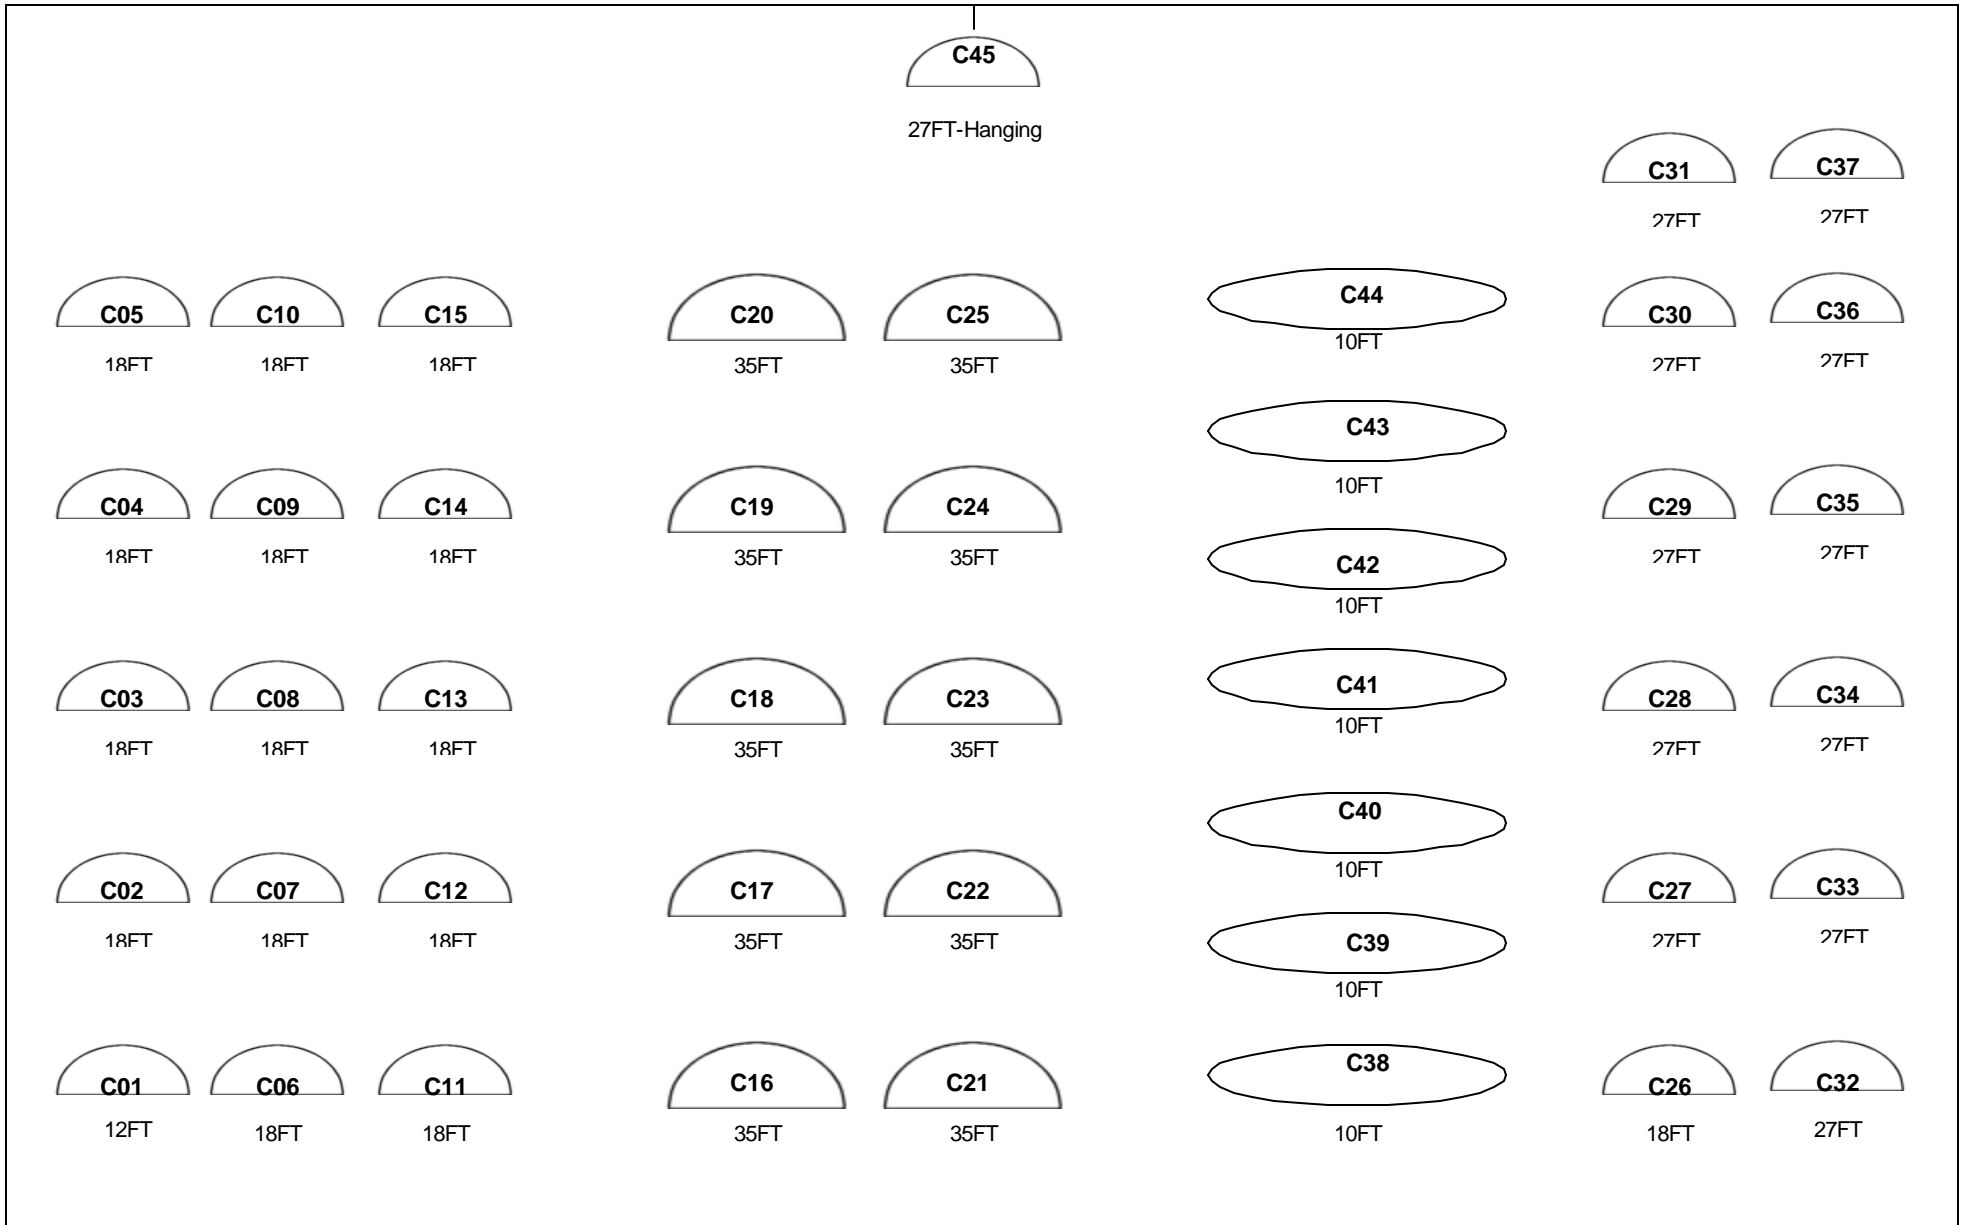 C45
27FT-Hanging
C31 C37
27FT 27FT
C05 C10 C15 C20 C25 C44 C30 C36
18FT 18FT 18FT 35FT 35FT 10FT 27FT 27FT
C43
10FT
C04 C09 C14 C19 C24 C29 C35
18FT 18FT 18FT 35FT 35FT 27FT 27FT
C42
10FT
C03 C08 C13 C18 C23 C41 C28 C34
18FT 18FT 18FT 35FT 35FT 10FT 27FT 27FT
C40
10FT
C02 C07 C12 C17 C22 C27 C33
18FT 18FT 18FT 35FT 35FT 27FT 27FT
C39
10FT
C01 C06 C11 C16 C21 C38 C26 C32
12FT 18FT 18FT 35FT 35FT 10FT 18FT 27FT